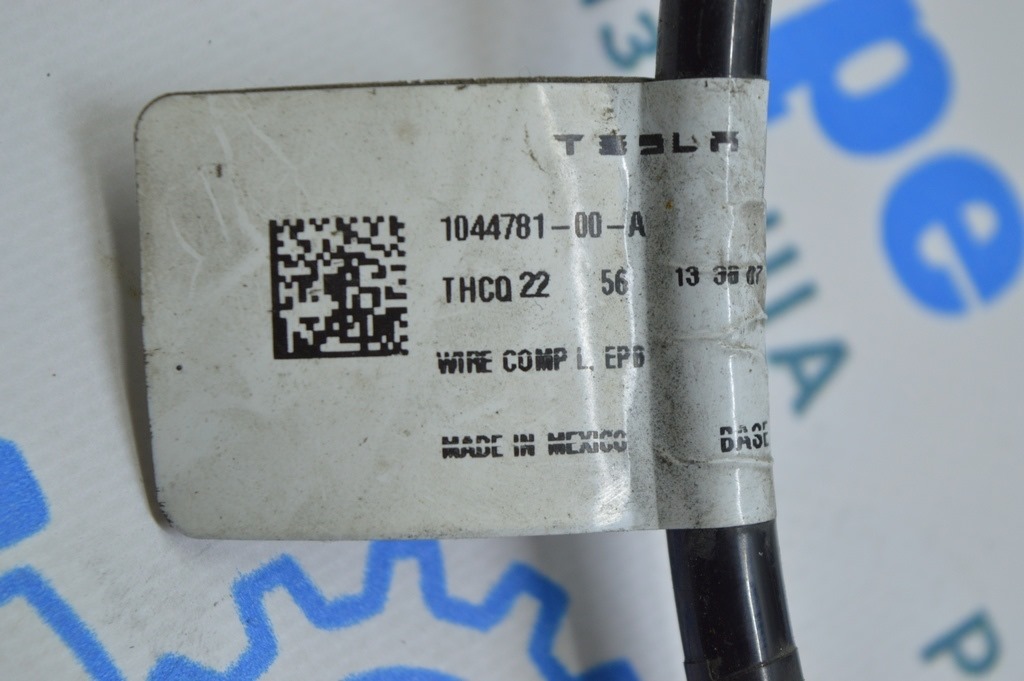 TESLA
1044781-00-A
THCQ 22 56 13 36 07
WIRE COMP L, EPB
MADE IN MEXICO BASE